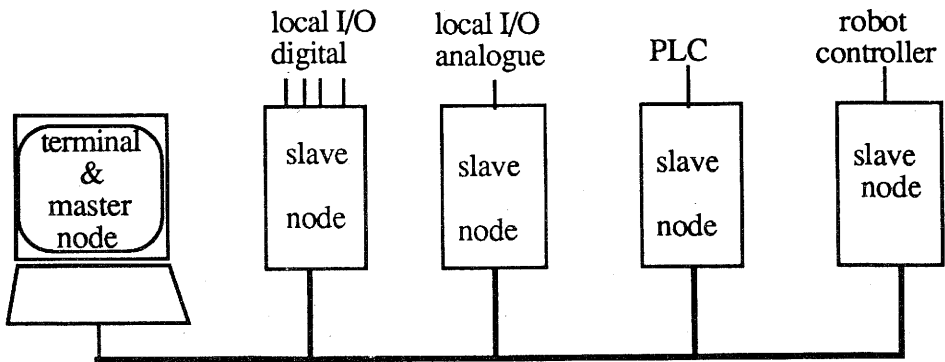 local I/O
digital
local I/O
analogue
PLC
robot
controller
terminal
&
master
node
slave
node
slave
node
slave
node
slave
node